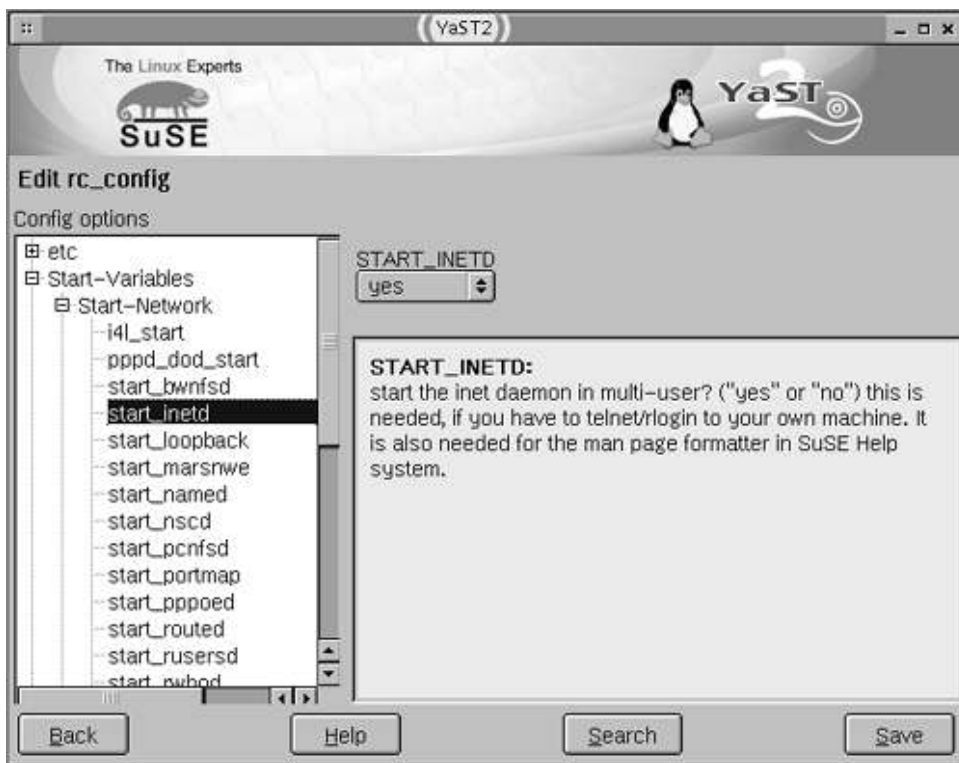 YaST2
The Linux Experts
SuSE
YaST
2
Edit rc_config
Config options
etc
Start-Variables
Start-Network
i4l_start
pppd_dod_start
start_bwnfsd
start_inetd
start_loopback
start_marsnwe
start_named
start_nscd
start_pcnfsd
start_portmap
start_pppoed
start_routed
start_rusersd
start_rwhod
START_INETD
yes
START_INETD:
start the inet daemon in multi-user? ("yes" or "no") this is
needed, if you have to telnet/rlogin to your own machine. It
is also needed for the man page formatter in SuSE Help
system.
Back
Help
Search
Save